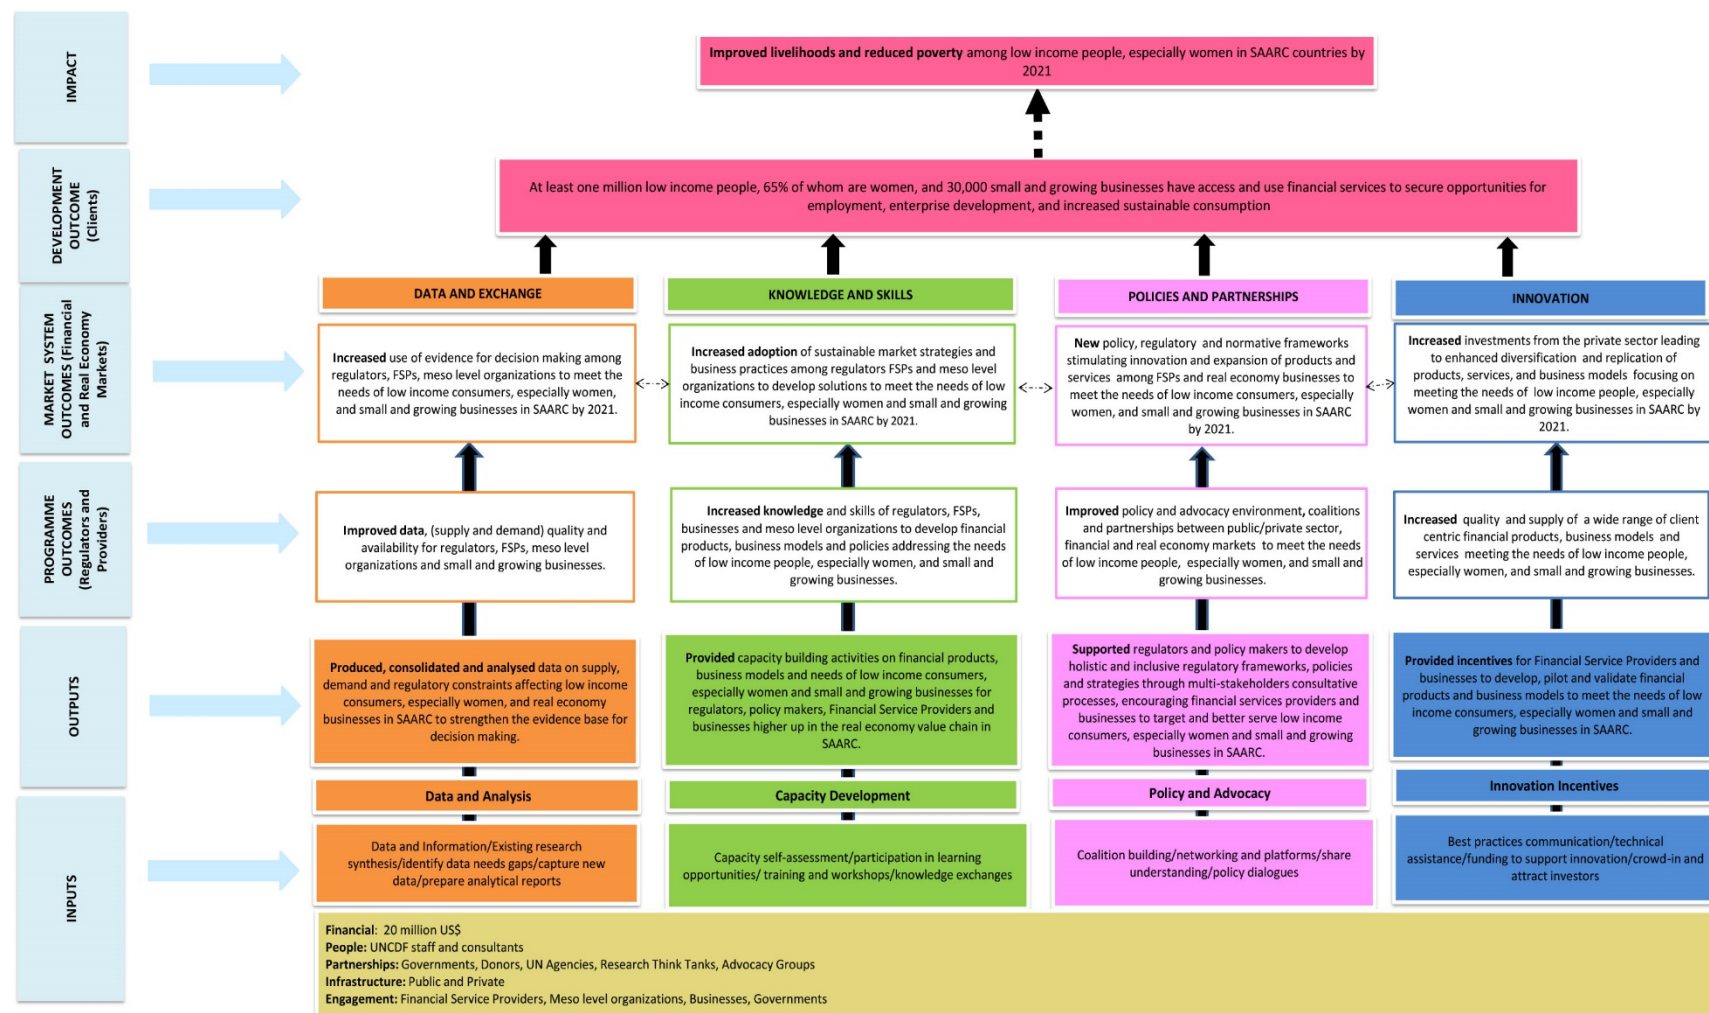 IMPACT
Improved livelihoods and reduced poverty among low income people, especially women in SAARC countries by
2021
DEVELOPMENT
OUTCOME
(Clients)
At least one million low income people, 65% of whom are women, and 30,000 small and growing businesses have access and use financial services to secure opportunities for
employment, enterprise development, and increased sustainable consumption
MARKET SYSTEM
OUTCOMES (Financial
and Real Economy
Markets)
DATA AND EXCHANGE
KNOWLEDGE AND SKILLS
POLICIES AND PARTNERSHIPS
INNOVATION
Increased use of evidence for decision making among
regulators, FSPs, meso level organizations to meet the
needs of low income consumers, especially women,
and small and growing businesses in SAARC by 2021.
Increased adoption of sustainable market strategies and
business practices among regulators FSPs and meso level
organizations to develop solutions to meet the needs of low
income consumers, especially women and small and growing
businesses in SAARC by 2021.
New policy, regulatory and normative frameworks
stimulating innovation and expansion of products and
services among FSPs and real economy businesses to
meet the needs of low income consumers, especially
women, and small and growing businesses in SAARC
by 2021.
Increased investments from the private sector leading
to enhanced diversification and replication of
products, services, and business models focusing on
meeting the needs of low income people, especially
women and small and growing businesses in SAARC by
2021.
PROGRAMME
OUTCOMES
(Regulators and
Providers)
Improved data, (supply and demand) quality and
availability for regulators, FSPs, meso level
organizations and small and growing businesses.
Increased knowledge and skills of regulators, FSPs,
businesses and meso level organizations to develop financial
products, business models and policies addressing the needs
of low income people, especially women, and small and
growing businesses.
Improved policy and advocacy environment, coalitions
and partnerships between public/private sector,
financial and real economy markets to meet the needs
of low income people, especially women, and small and
growing businesses.
Increased quality and supply of a wide range of client
centric financial products, business models and
services meeting the needs of low income people,
especially women, and small and growing businesses.
OUTPUTS
Produced, consolidated and analysed data on supply,
demand and regulatory constraints affecting low income
consumers, especially women, and real economy
businesses in SAARC to strengthen the evidence base for
decision making.
Provided capacity building activities on financial products,
business models and needs of low income consumers,
especially women and small and growing businesses for
regulators, policy makers, Financial Service Providers and
businesses higher up in the real economy value chain in
SAARC.
Supported regulators and policy makers to develop
holistic and inclusive regulatory frameworks, policies
and strategies through multi-stakeholders consultative
processes, encouraging financial services providers and
businesses to target and better serve low income
consumers, especially women and small and growing
businesses in SAARC.
Provided incentives for Financial Service Providers and
businesses to develop, pilot and validate financial
products and business models to meet the needs of low
income consumers, especially women and small and
growing businesses in SAARC.
INPUTS
Data and Analysis
Capacity Development
Policy and Advocacy
Innovation Incentives
Data and Information/Existing research
synthesis/identify data needs gaps/capture new
data/prepare analytical reports
Capacity self-assessment/participation in learning
opportunities/ training and workshops/knowledge exchanges
Coalition building/networking and platforms/share
understanding/policy dialogues
Best practices communication/technical
assistance/funding to support innovation/crowd-in and
attract investors
Financial: 20 million US$
People: UNCDF staff and consultants
Partnerships: Governments, Donors, UN Agencies, Research Think Tanks, Advocacy Groups
Infrastructure: Public and Private
Engagement: Financial Service Providers, Meso level organizations, Businesses, Governments